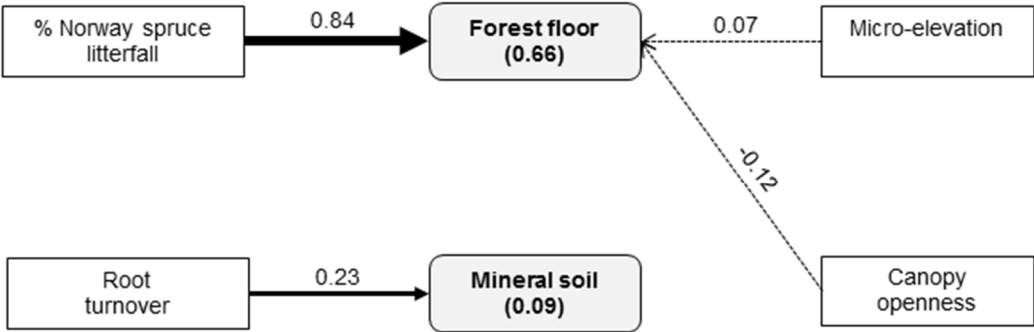 % Norway spruce
litterfall
0.84
Forest floor
(0.66)
0.07
Micro-elevation
-0.12
Root
turnover
0.23
Mineral soil
(0.09)
Canopy
openness